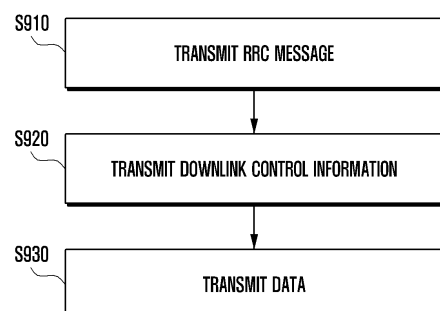 S910
TRANSMIT RRC MESSAGE
S920
TRANSMIT DOWNLINK CONTROL INFORMATION
S930
TRANSMIT DATA